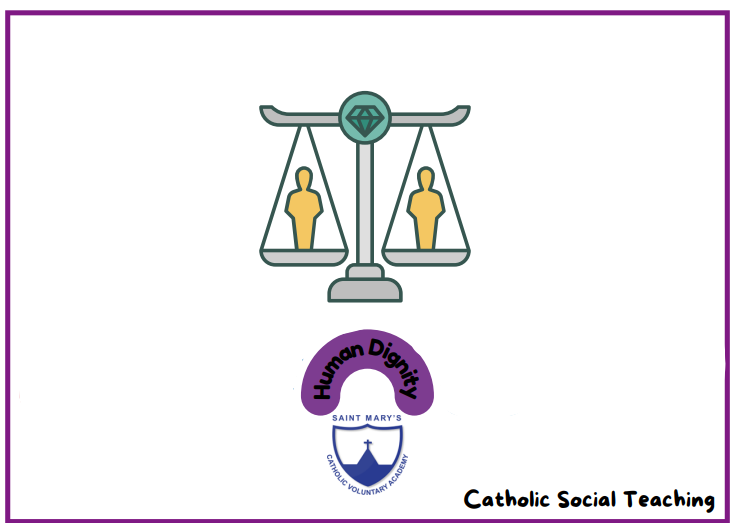 Human Dignity
SAINT MARY'S
CATHOLIC VOLUNTARY ACADEMY
Catholic Social Teaching